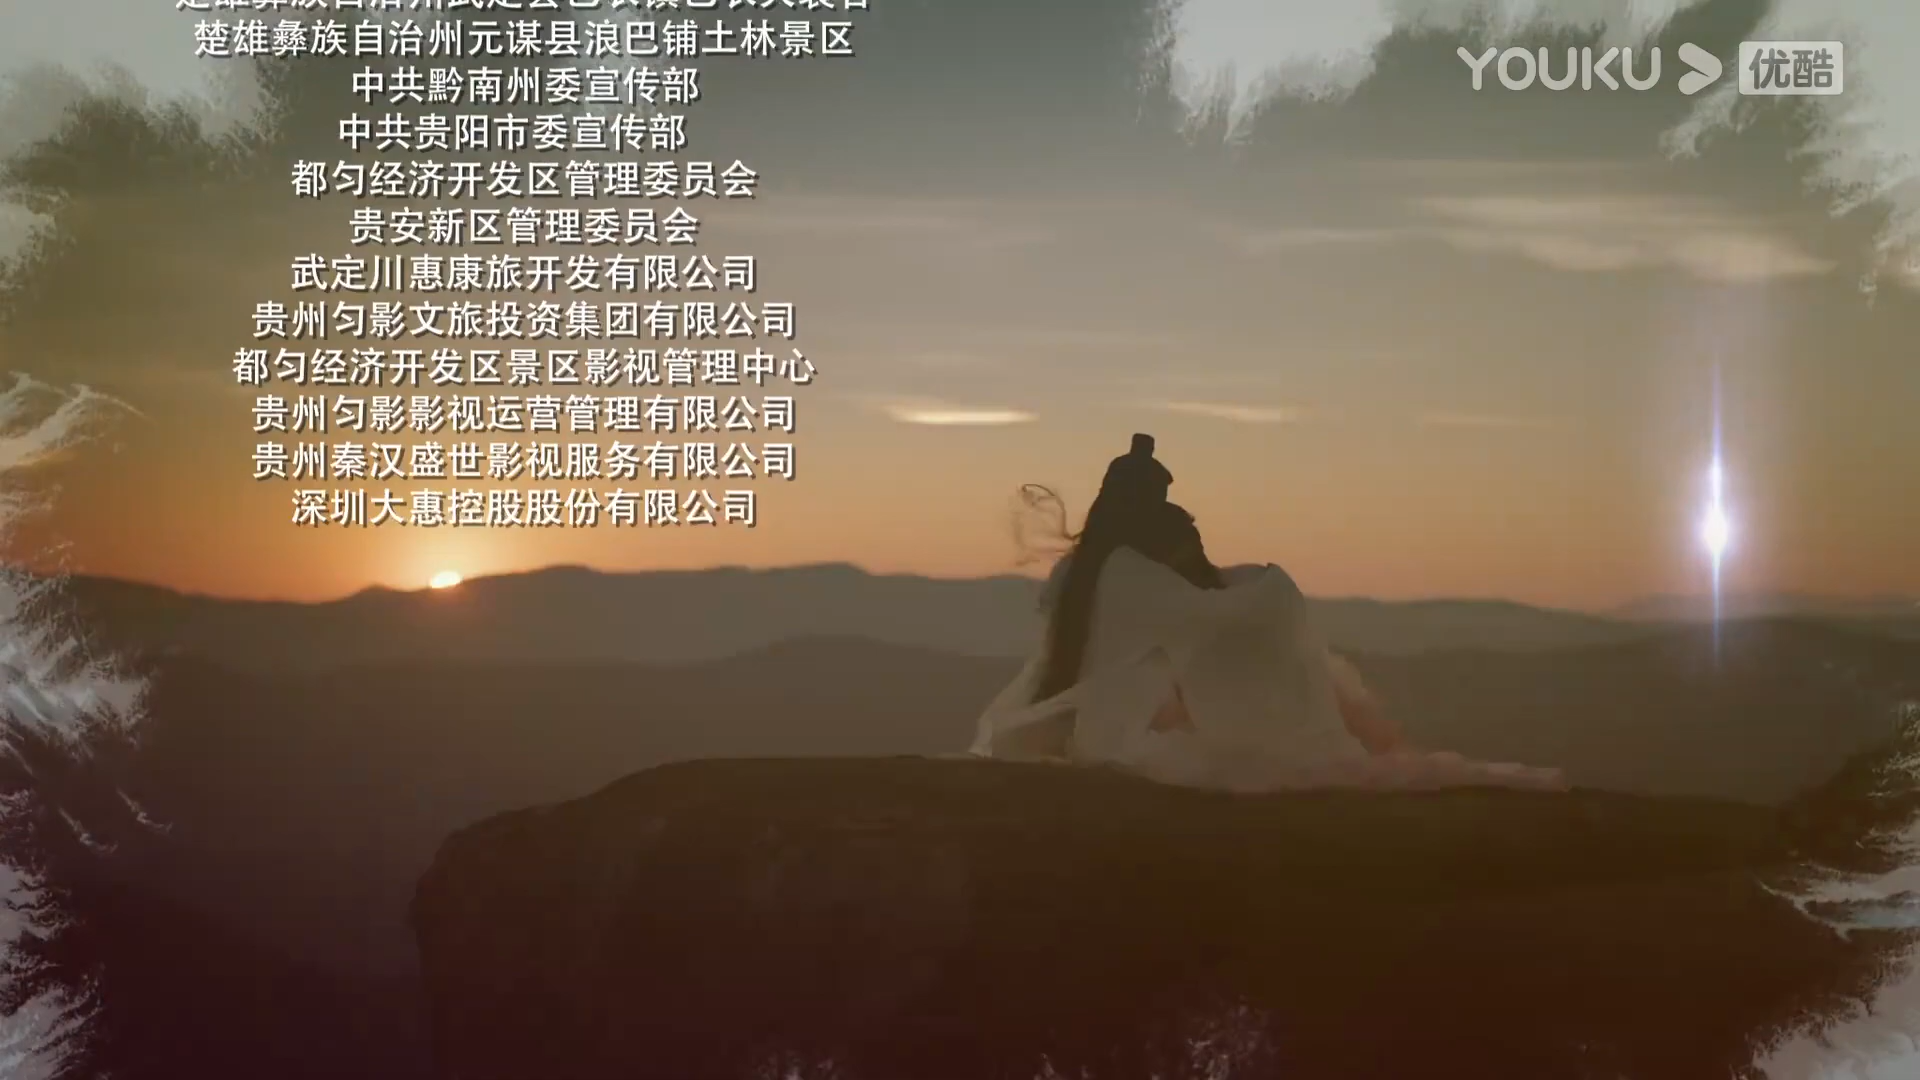 楚雄彝族自治州元谋县浪巴铺土林景区
中共黔南州委宣传部
中共贵阳市委宣传部
都匀经济开发区管理委员会
贵安新区管理委员会
武定川惠康旅开发有限公司
贵州匀影文旅投资集团有限公司
都匀经济开发区景区影视管理中心
贵州匀影影视运营管理有限公司
贵州秦汉盛世影视服务有限公司
深圳大惠控股股份有限公司
YOUKU 优酷